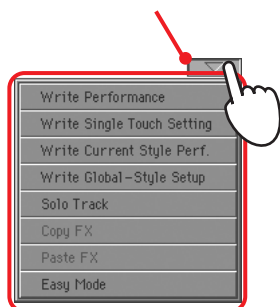 Write Performance
Write Single Touch Setting
Write Current Style Perf.
Write Global-Style Setup
Solo Track
Copy FX
Paste FX
Easy Mode